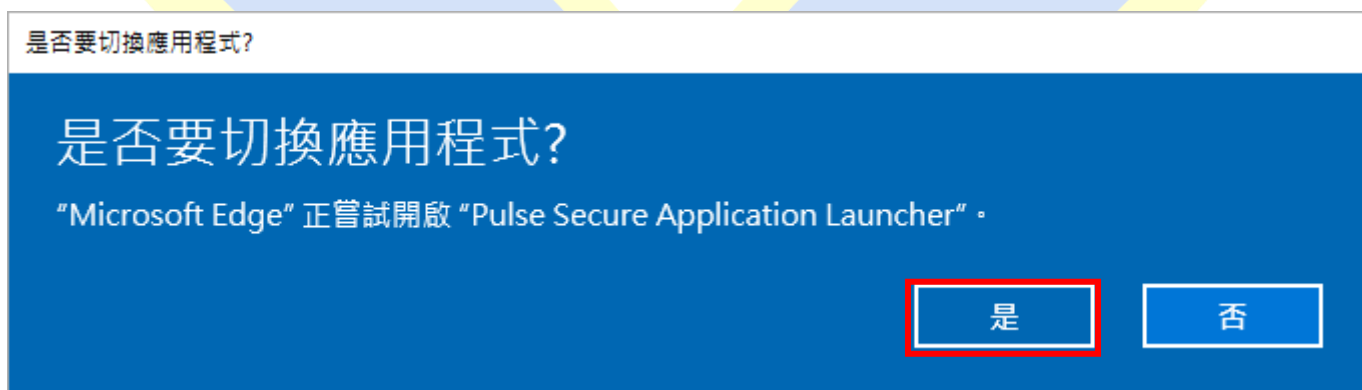 是否要切換應用程式?
是否要切換應用程式?
"Microsoft Edge" 正嘗試開啟 "Pulse Secure Application Launcher"。
是
否